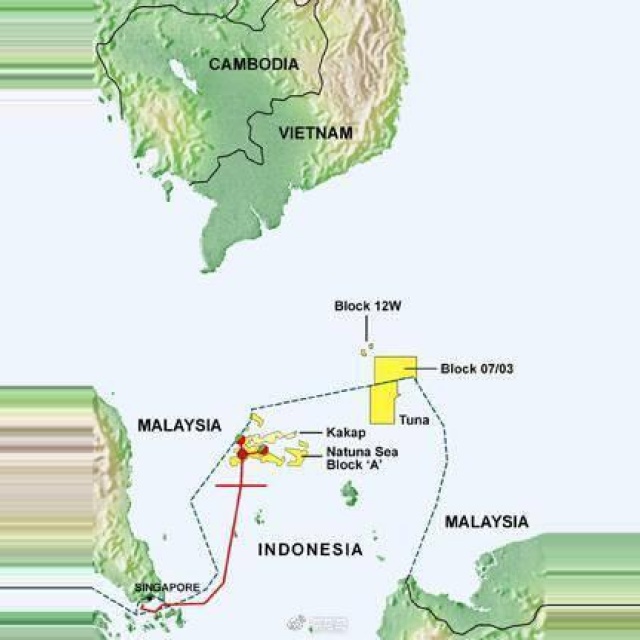 CAMBODIA
VIETNAM
Block 12W
Block 07/03
Tuna
MALAYSIA
Kakap
Natuna Sea
Block 'A'
MALAYSIA
INDONESIA
SINGAPORE